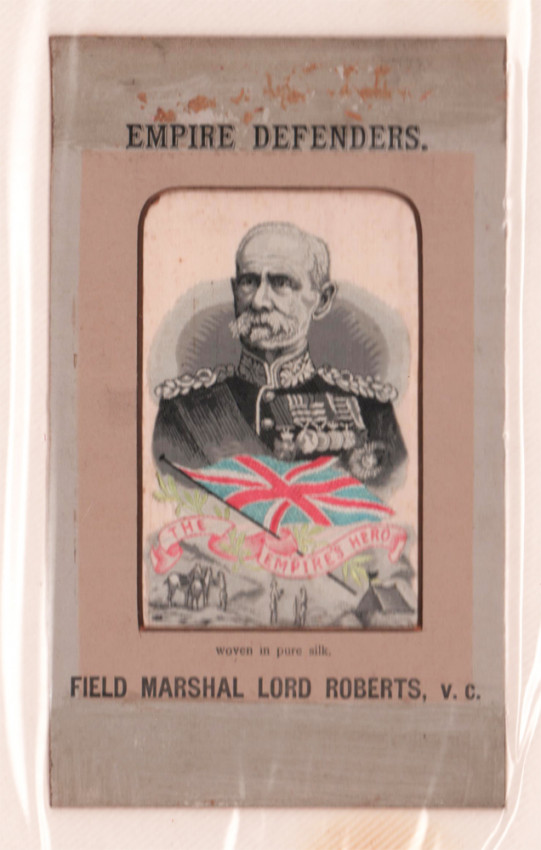 EMPIRE DEFENDERS.
THE
EMPIRE'S HERO
woven in pure silk.
FIELD MARSHAL LORD ROBERTS, V. C.